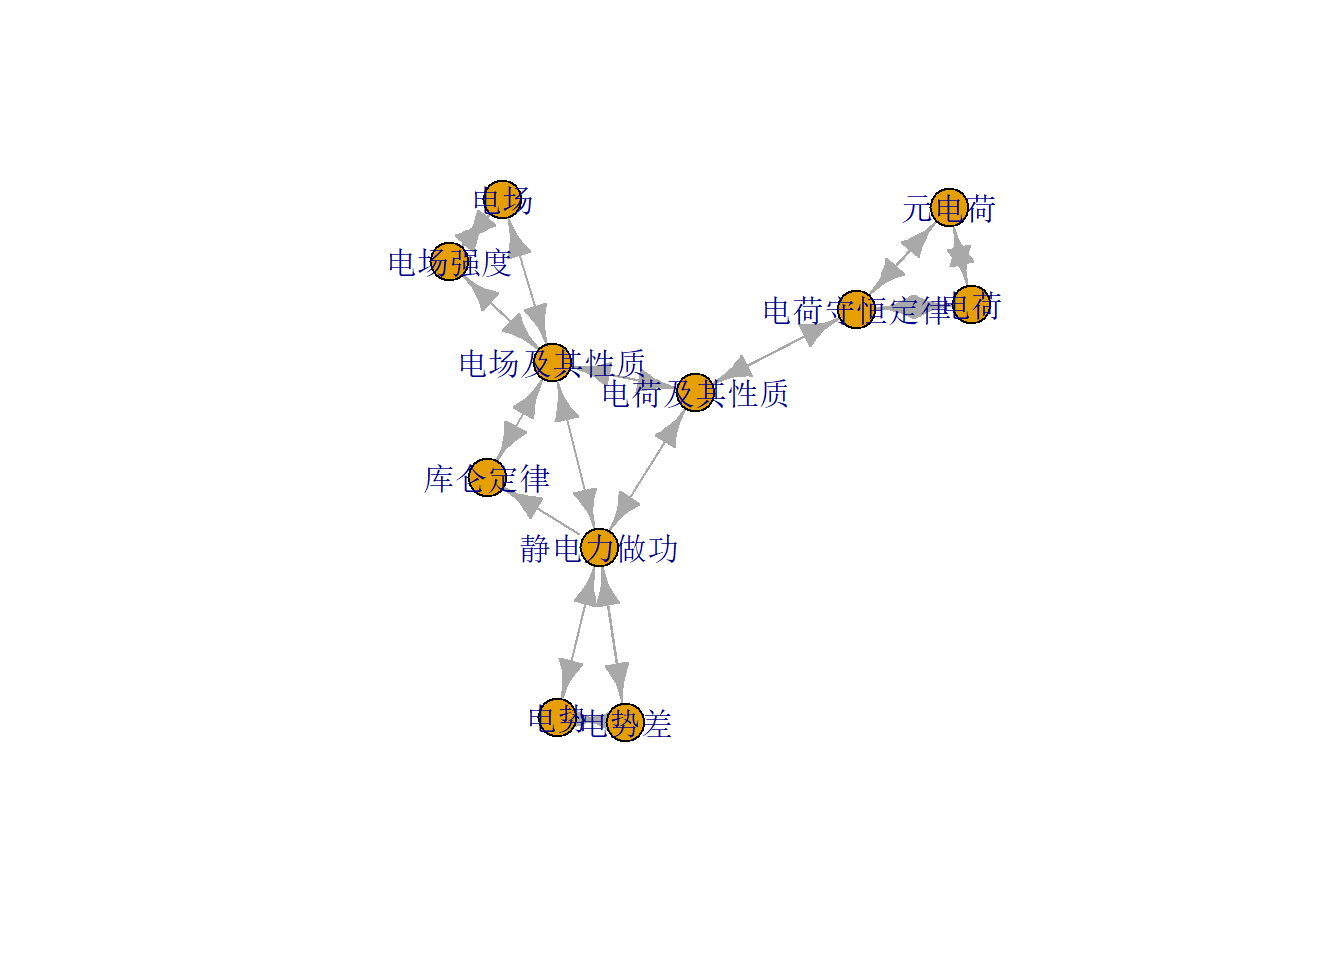 电场
元电荷
电场强度
电荷守恒定律
电荷
电场及其性质
电荷及其性质
库仑定律
静电力做功
电势
电势差